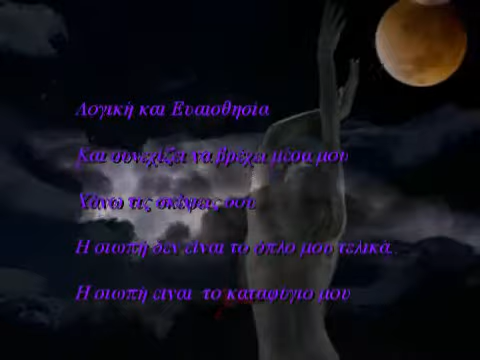 Λογική και Ευαισθησία
Και συνεχίζει να βρέχει μέσα μου
Χάνω τις σκέψεις σου
Η σιωπή δεν είναι το όπλο μου τελικά..
Η σιωπή ειναι το καταφύγιο μου